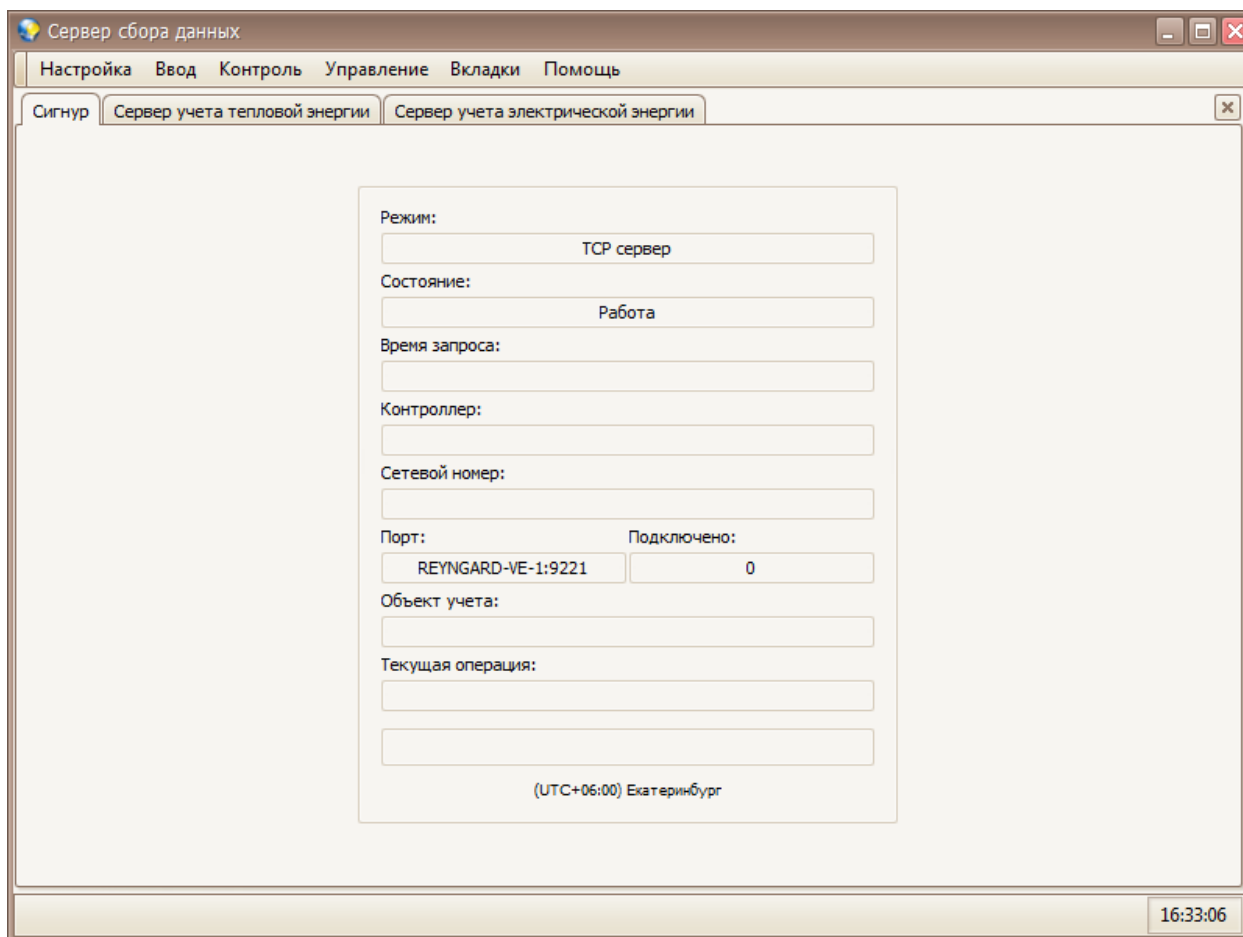 Сервер сбора данных
Настройка Ввод Контроль Управление Вкладки Помощь
Сигнур Сервер учета тепловой энергии Сервер учета электрической энергии
Режим:
TCP сервер
Состояние:
Работа
Время запроса:
Контроллер:
Сетевой номер:
Порт: Подключено:
REYNGARD-VE-1:9221 0
Объект учета:
Текущая операция:
(UTC+06:00) Екатеринбург
16:33:06